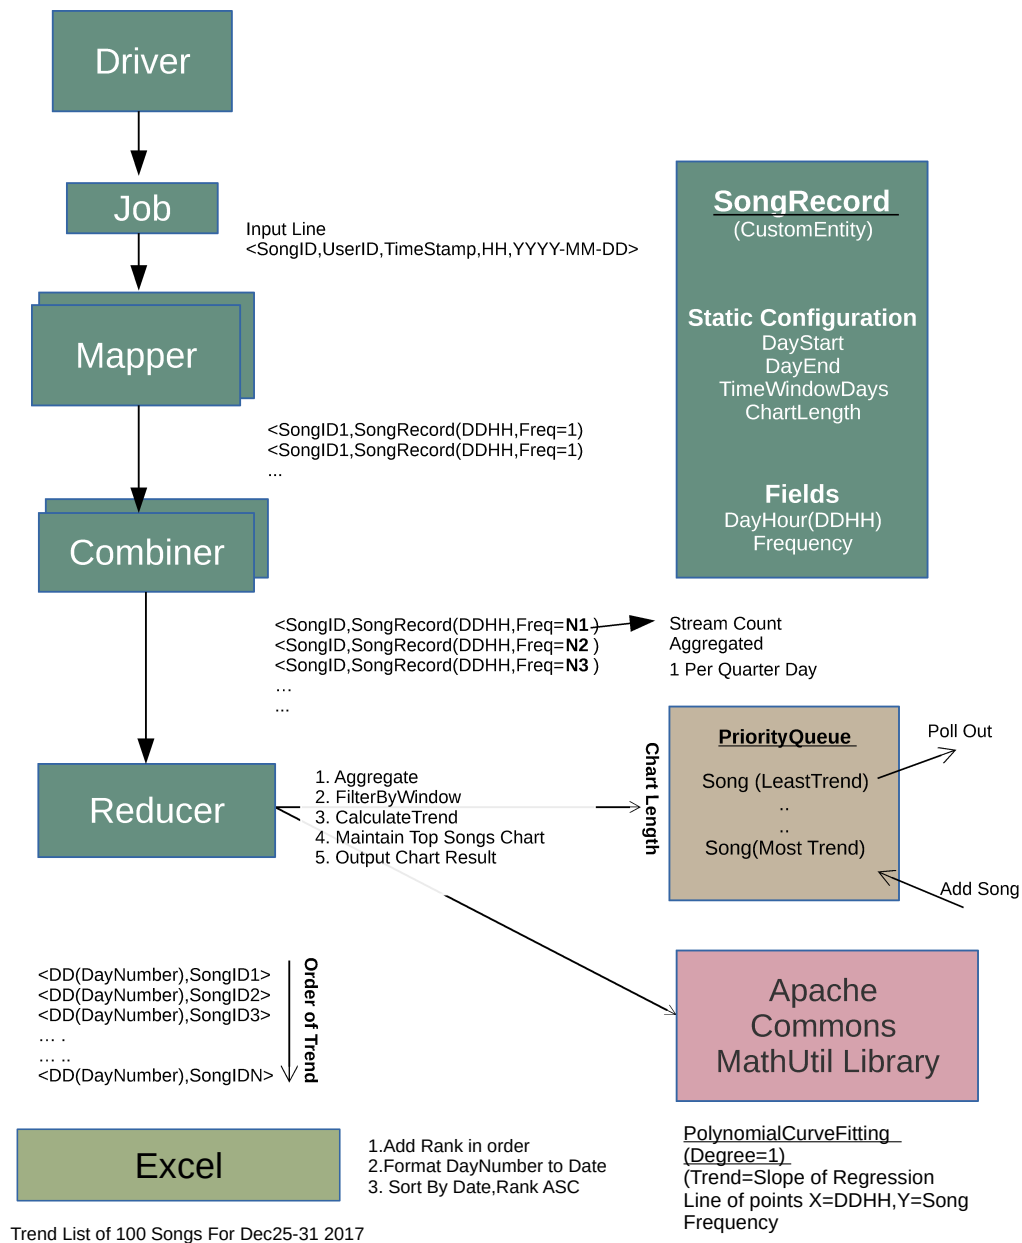 Driver
Job
Input Line
<SongID,UserID,TimeStamp,HH,YYYY-MM-DD>
Mapper
<SongID1,SongRecord(DDHH,Freq=1)
<SongID1,SongRecord(DDHH,Freq=1)
...
Combiner
SongRecord
(CustomEntity)
Static Configuration
DayStart
DayEnd
TimeWindowDays
ChartLength
Fields
DayHour(DDHH)
Frequency
<SongID,SongRecord(DDHH,Freq=N1 )
<SongID,SongRecord(DDHH,Freq=N2 )
<SongID,SongRecord(DDHH,Freq=N3 )
...
...
Stream Count
Aggregated
1 Per Quarter Day
Reducer
1. Aggregate
2. FilterByWindow
3. CalculateTrend
4. Maintain Top Songs Chart
5. Output Chart Result
Chart Length
PriorityQueue
Song (LeastTrend)
..
..
Song(Most Trend)
Poll Out
Add Song
<DD(DayNumber),SongID1>
<DD(DayNumber),SongID2>
<DD(DayNumber),SongID3>
... .
... ..
<DD(DayNumber),SongIDN>
Order of Trend
Apache
Commons
MathUtil Library
PolynomialCurveFitting
(Degree=1)
(Trend=Slope of Regression
Line of points X=DDHH,Y=Song
Frequency
Excel
1.Add Rank in order
2.Format DayNumber to Date
3. Sort By Date,Rank ASC
Trend List of 100 Songs For Dec25-31 2017